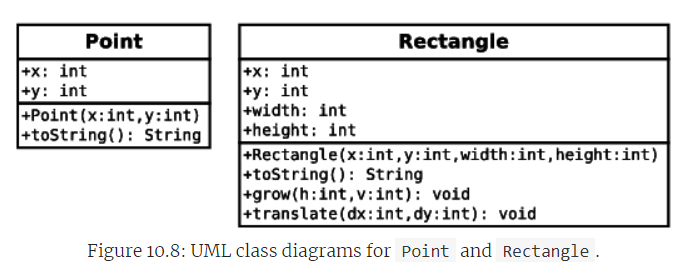 Point
+x: int
+y: int
+Point(x:int,y:int)
+toString(): String
Rectangle
+x: int
+y: int
+width: int
+height: int
+Rectangle(x:int,y:int,width:int,height:int)
+toString(): String
+grow(h:int,v:int): void
+translate(dx:int,dy:int): void
Figure 10.8: UML class diagrams for Point and Rectangle .